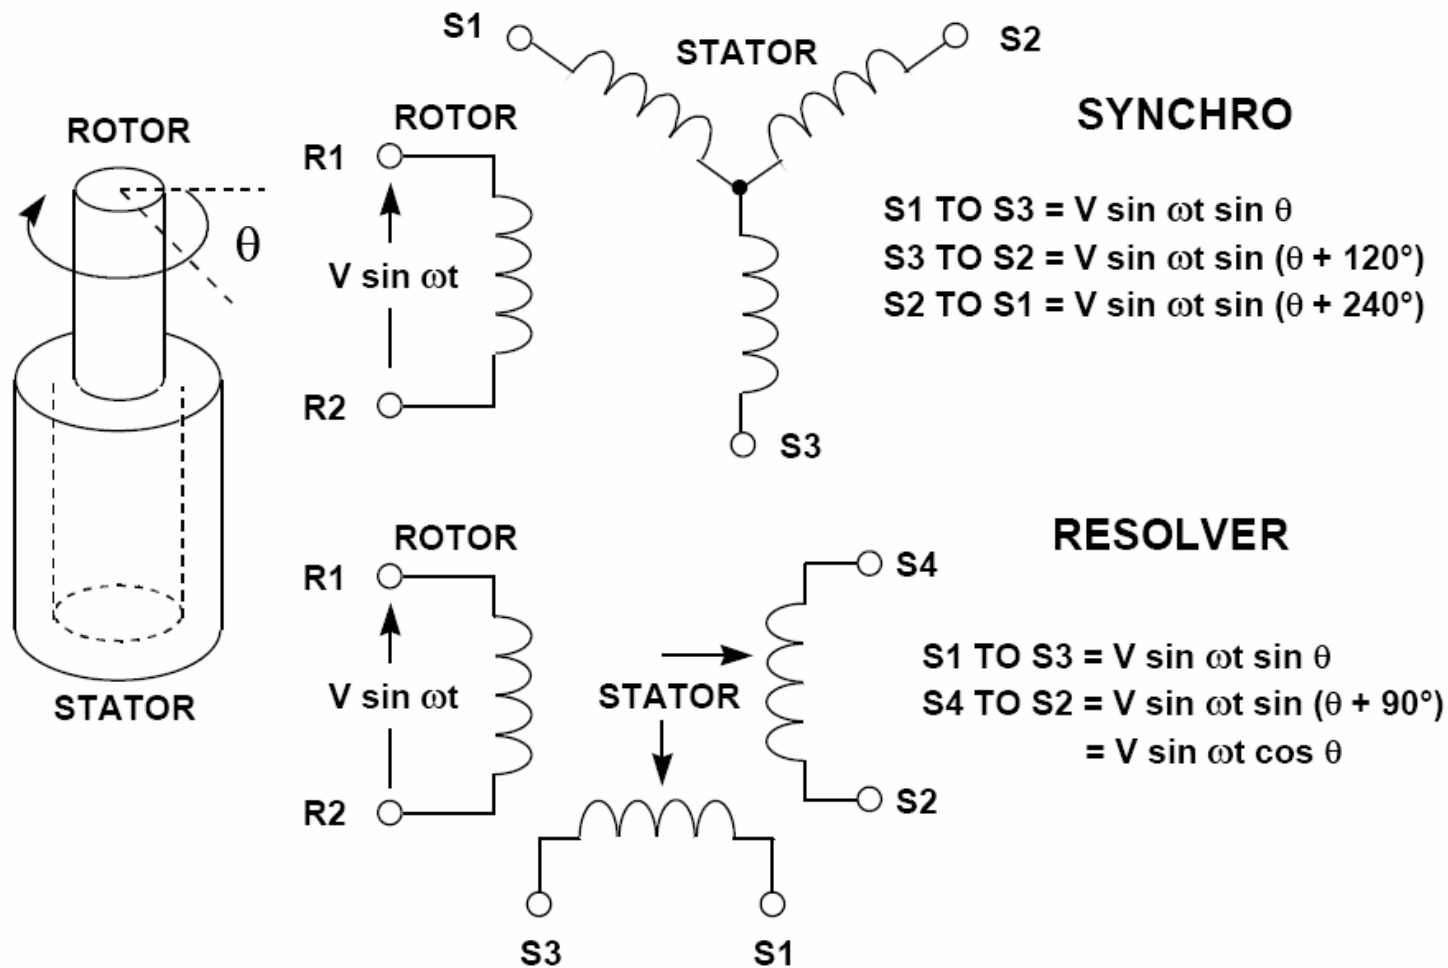 ROTOR
θ
STATOR
ROTOR
R1
V sin ωt
R2
S1
STATOR
S2
S3
SYNCHRO
S1 TO S3 = V sin ωt sin θ
S3 TO S2 = V sin ωt sin (θ + 120°)
S2 TO S1 = V sin ωt sin (θ + 240°)
ROTOR
R1
V sin ωt
R2
STATOR
S4
S2
S3
S1
RESOLVER
S1 TO S3 = V sin ωt sin θ
S4 TO S2 = V sin ωt sin (θ + 90°)
= V sin ωt cos θ